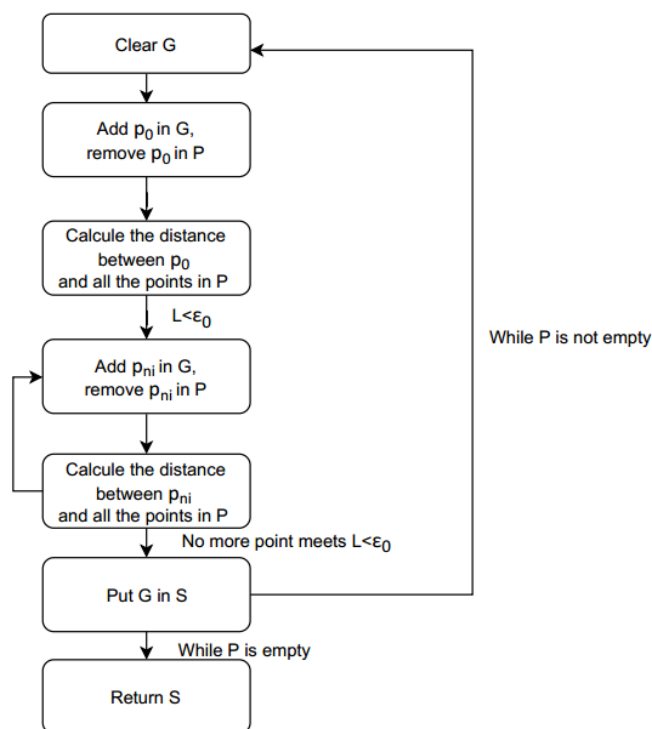 Clear G
Add p₀ in G,
remove p₀ in P
Calcule the distance
between p₀
and all the points in P
L<ε₀
While P is not empty
Add pₙᵢ in G,
remove pₙᵢ in P
Calcule the distance
between pₙᵢ
and all the points in P
No more point meets L<ε₀
Put G in S
While P is empty
Return S